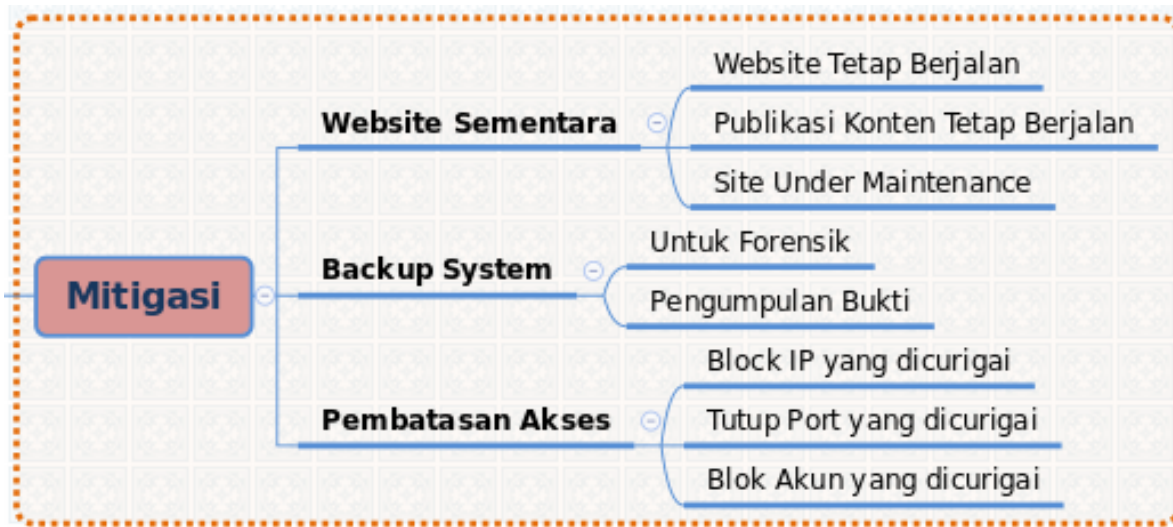 Mitigasi
Website Sementara
Website Tetap Berjalan
Publikasi Konten Tetap Berjalan
Site Under Maintenance
Backup System
Untuk Forensik
Pengumpulan Bukti
Pembatasan Akses
Block IP yang dicurigai
Tutup Port yang dicurigai
Blok Akun yang dicurigai